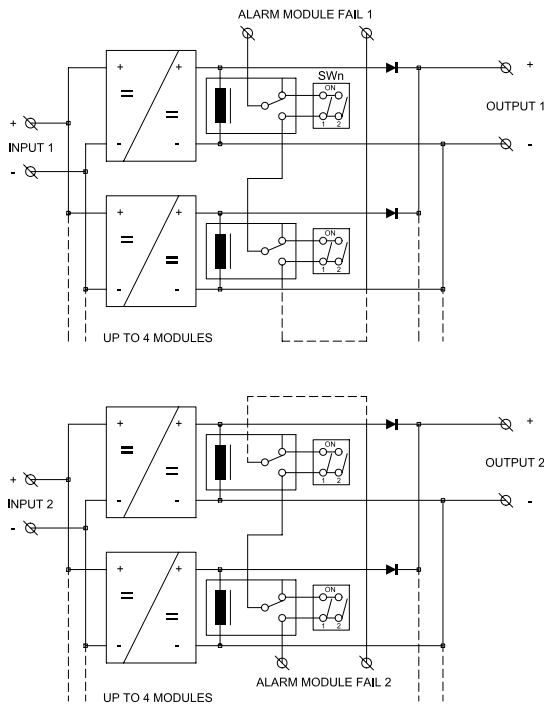 ALARM MODULE FAIL 1
+ + SWn +
ON
+ 1 2 OUTPUT 1
INPUT 1
- - - -
+ +
ON
1 2
- -
UP TO 4 MODULES
+ + +
ON
+ 1 2 OUTPUT 2
INPUT 2
- - - -
+ +
ON
1 2
- -
ALARM MODULE FAIL 2
UP TO 4 MODULES